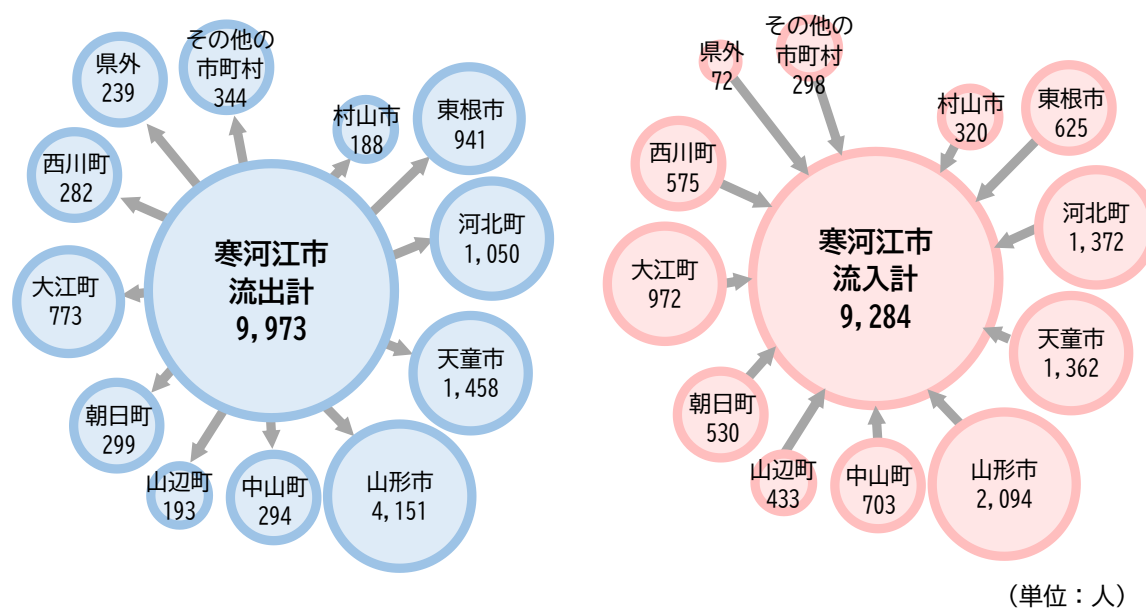 県外
239
その他の
市町村
344
村山市
188
東根市
941
西川町
282
河北町
1,050
寒河江市
流出計
9,973
大江町
773
天童市
1,458
朝日町
299
山辺町
193
中山町
294
山形市
4,151
県外
72
その他の
市町村
298
村山市
320
東根市
625
西川町
575
河北町
1,372
寒河江市
流入計
9,284
大江町
972
天童市
1,362
朝日町
530
山辺町
433
中山町
703
山形市
2,094
（単位：人）